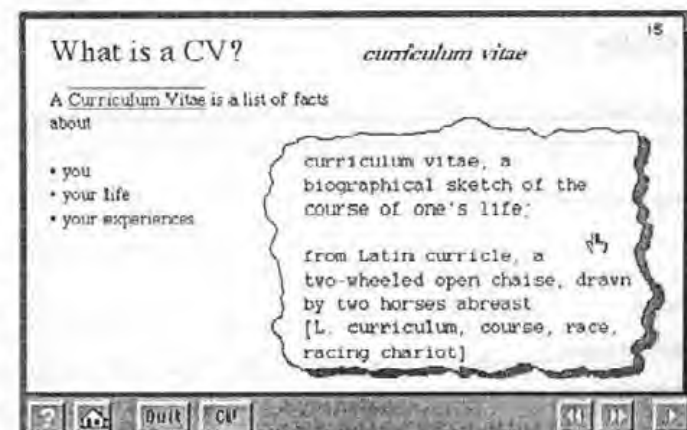 15
What is a CV?
curriculum vitae
A Curriculum Vitae is a list of facts
about
• you
• your life
• your experiences
curriculum vitae, a
biographical sketch of the
course of one's life;
from Latin curricle, a
two-wheeled open chaise, drawn
by two horses abreast
[L. curriculum, course, race,
racing chariot]
? Quit CV